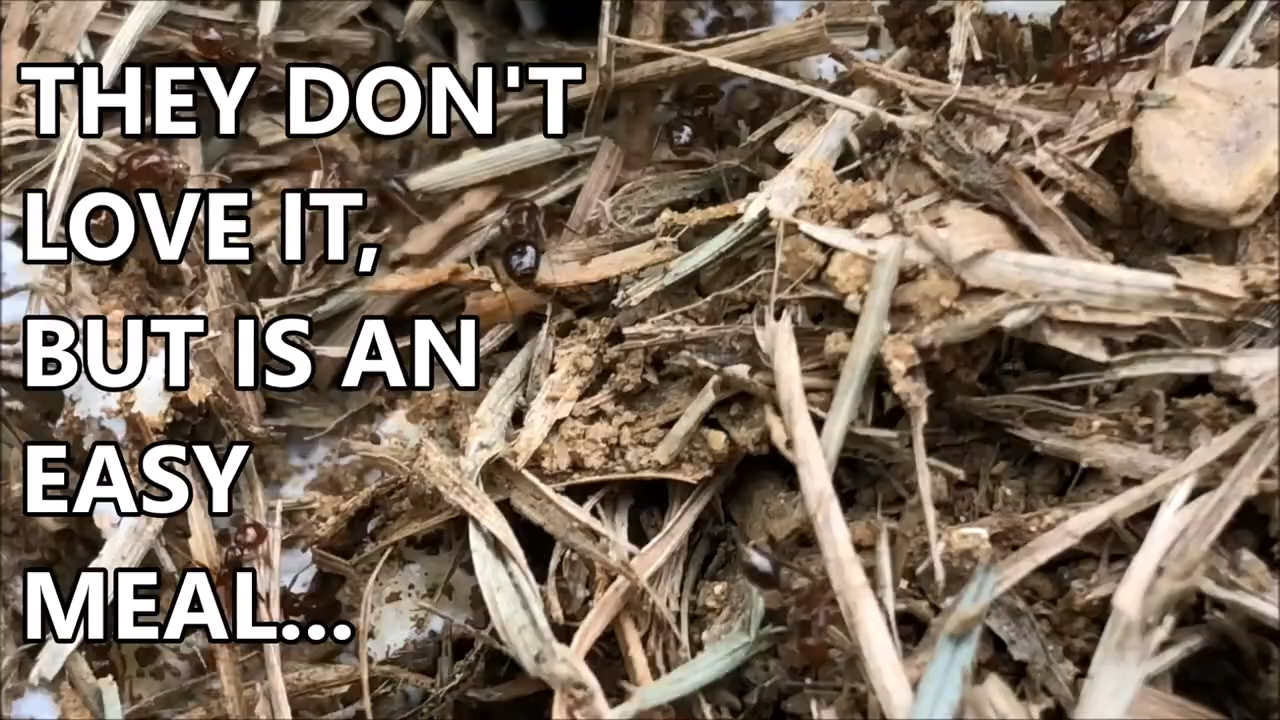 THEY DON'T
LOVE IT,
BUT IS AN
EASY
MEAL...